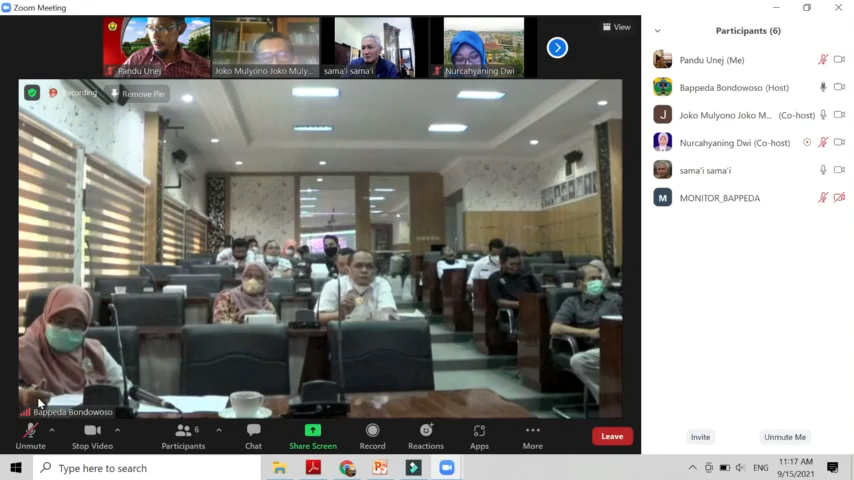 Zoom Meeting
View
Pandu Unej
Joko Mulyono Joko Muly...
sama'i sama'i
Nurcahyaning Dwi
Recording
Remove Pin
Bappeda Bondowoso
Participants (6)
Pandu Unej (Me)
Bappeda Bondowoso (Host)
J Joko Mulyono Joko M... (Co-host)
Nurcahyaning Dwi (Co-host)
sama'i sama'i
M MONITOR_BAPPEDA
Invite
Unmute Me
Unmute
Stop Video
6
Participants
Chat
Share Screen
Record
Reactions
Apps
More
Leave
Type here to search
ENG
11:17 AM
9/15/2021